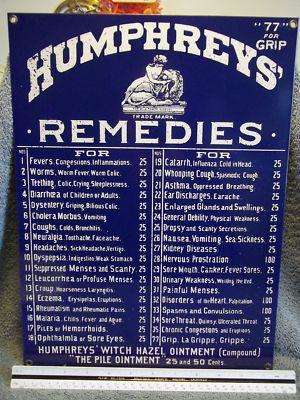 "77"
FOR
GRIP
HUMPHREYS'
TRADE MARK
· REMEDIES ·
NOS. FOR
1 Fevers, Congestions, Inflammations. 25
2 Worms, Worm Fever, Worm Colic. 25
3 Teething, Colic, Crying, Sleeplessness. 25
4 Diarrhea of Children or Adults. 25
5 Dysentery Griping, Bilious Colic. 25
6 Cholera Morbus, Vomiting 25
7 Coughs, Colds, Bronchitis. 25
8 Neuralgia, Toothache, Faceache. 25
9 Headaches, Sick Headache, Vertigo. 25
10 Dyspepsia, Indigestion, Weak Stomach. 25
11 Suppressed Menses and Scanty. 25
12 Leucorrhea or Profuse Menses 25
13 Croup Hoarseness Laryngitis. 25
14 Eczema, Erysipelas, Eruptions. 25
15 Rheumatism and Rheumatic Pains 25
16 Malaria, Chills, Fever and Ague. 25
17 Piles or Hemorrhoids. 25
18 Ophthalmia or Sore Eyes. 25
NOS. FOR
19 Catarrh, Influenza, Cold in Head. 25
20 Whooping Cough, Spasmodic Cough. 25
21 Asthma, Oppressed Breathing. 25
22 Ear Discharges, Earache. 25
23 Enlarged Glands and Swellings. 25
24 General Debility, Physical Weakness. 25
25 Dropsy and Scanty Secretions 25
26 Nausea, Vomiting, Sea-Sickness. 25
27 Kidney Diseases 25
28 Nervous Prostration. 1.00
29 Sore Mouth, Canker, Fever Sores. 25
30 Urinary Weakness, Wetting the Bed. 25
31 Painful Menses. 25
32 Disorders of the Heart, Palpitation. 1.00
33 Spasms and Convulsions. 1.00
34 Sore Throat, Quinsy, Ulcerated Throat 25
35 Chronic Congestions and Eruptions 25
77 Grip, La Grippe, Grippe. 25
HUMPHREYS' WITCH HAZEL OINTMENT (Compound)
"THE PILE OINTMENT" 25 and 50 Cents